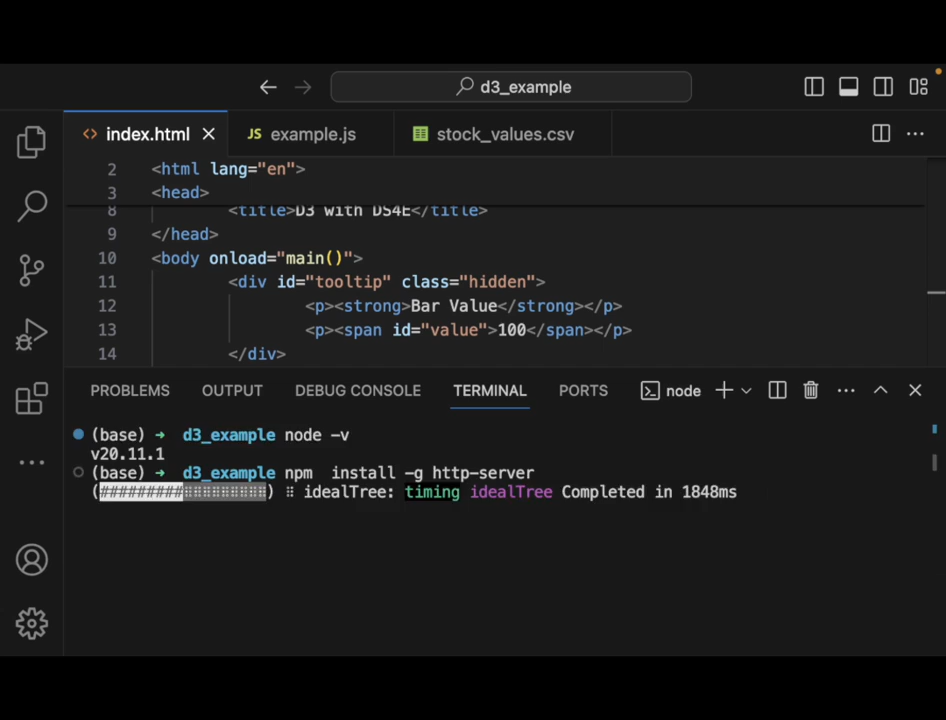 d3_example
index.html
JS example.js
stock_values.csv
2 <html lang="en">
3 <head>
8 <title>D3 with DS4E</title>
9 </head>
10 <body onload="main()">
11 <div id="tooltip" class="hidden">
12 <p><strong>Bar Value</strong></p>
13 <p><span id="value">100</span></p>
14 </div>
PROBLEMS OUTPUT DEBUG CONSOLE TERMINAL PORTS node
(base) → d3_example node -v
v20.11.1
(base) → d3_example npm  install -g http-server
(#########⠂⠂⠂⠂⠂⠂⠂⠂⠂) ⠸ idealTree: timing idealTree Completed in 1848ms